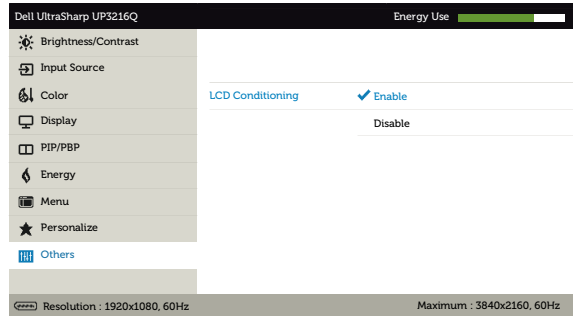 Dell UltraSharp UP3216Q Energy Use
Brightness/Contrast
Input Source
Color LCD Conditioning Enable
Display Disable
PIP/PBP
Energy
Menu
Personalize
Others
Resolution : 1920x1080, 60Hz Maximum : 3840x2160, 60Hz